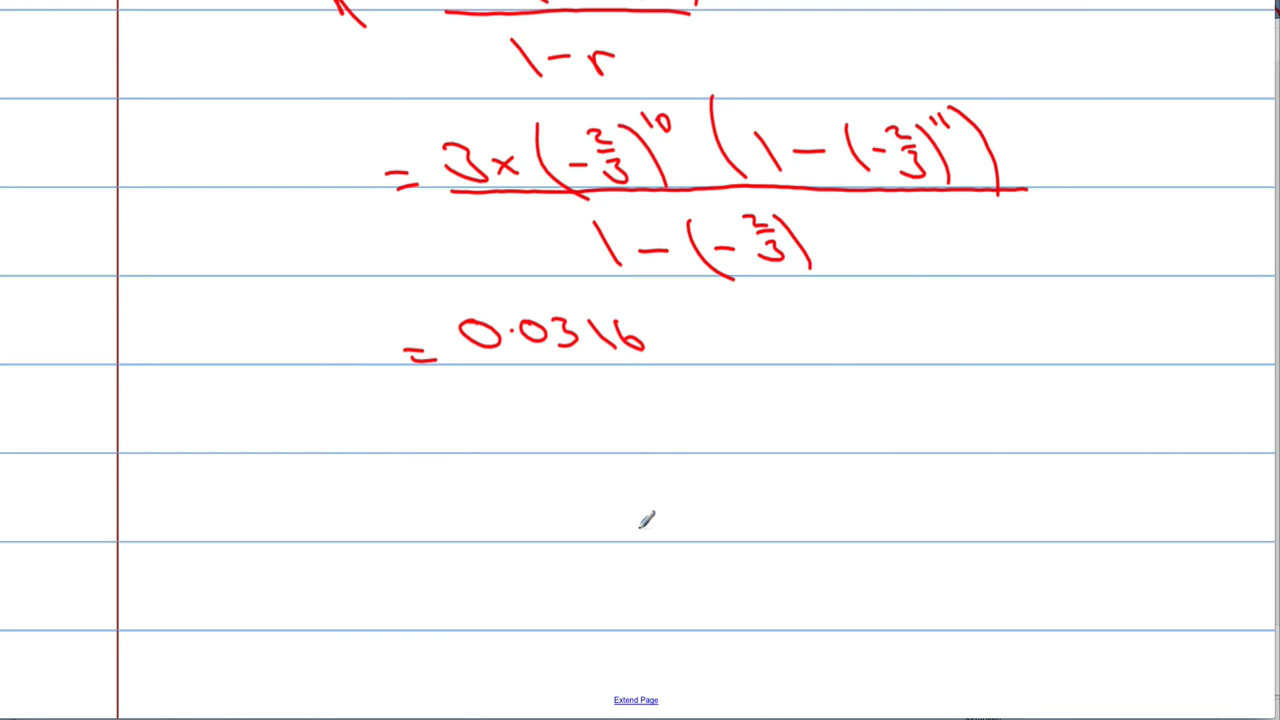 1 - r
= 3 × (-2/3)^10 (1 - (-2/3)^11)
1 - (-2/3)
= 0.0316
Extend Page